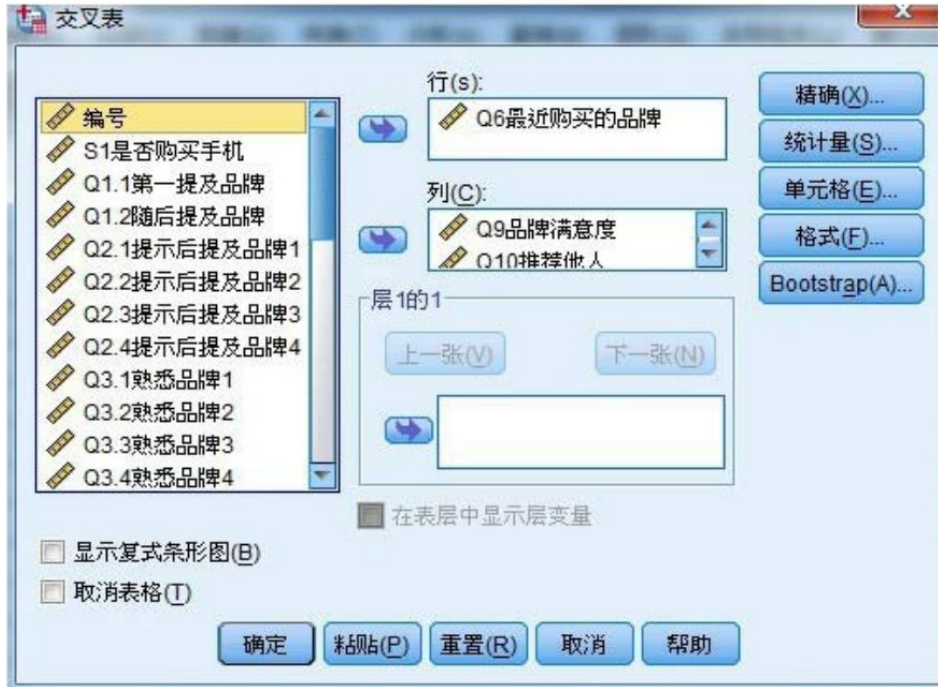 交叉表
编号
S1是否购买手机
Q1.1第一提及品牌
Q1.2随后提及品牌
Q2.1提示后提及品牌1
Q2.2提示后提及品牌2
Q2.3提示后提及品牌3
Q2.4提示后提及品牌4
Q3.1熟悉品牌1
Q3.2熟悉品牌2
Q3.3熟悉品牌3
Q3.4熟悉品牌4
行(s):
Q6最近购买的品牌
列(C):
Q9品牌满意度
Q10推荐他人
层1的1
上一张(V)
下一张(N)
在表层中显示层变量
精确(X)...
统计量(S)...
单元格(E)...
格式(F)...
Bootstrap(A)...
显示复式条形图(B)
取消表格(T)
确定
粘贴(P)
重置(R)
取消
帮助